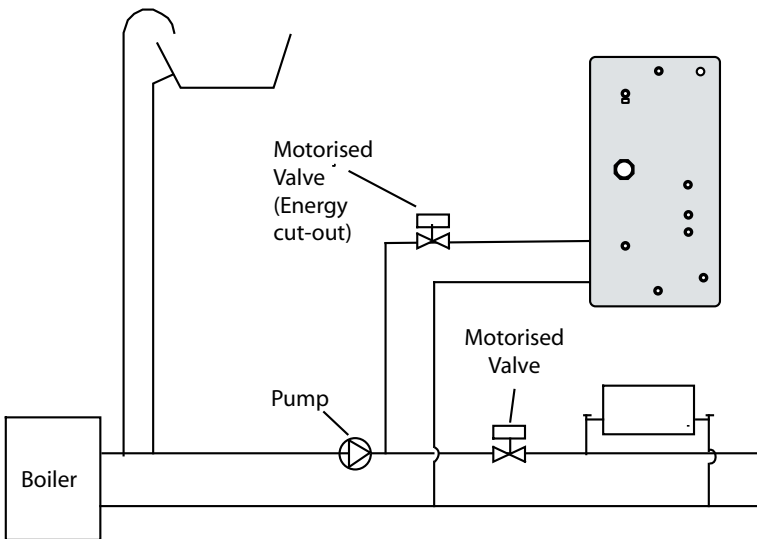 Motorised
Valve
(Energy
cut-out)
Motorised
Valve
Pump
Boiler